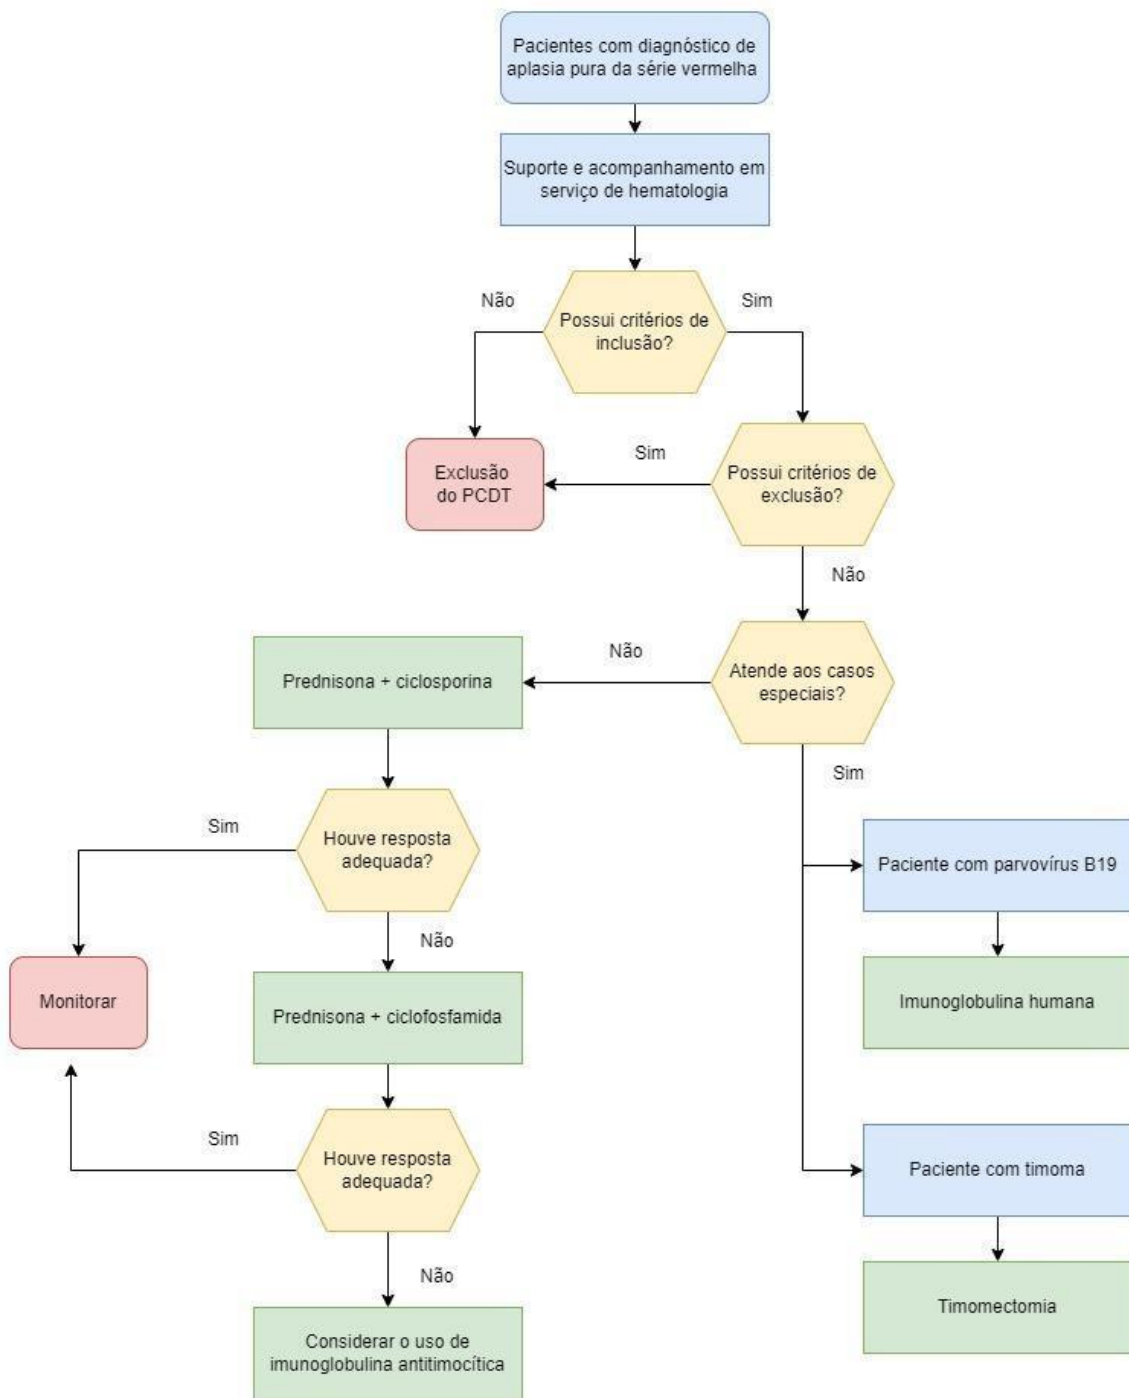 Pacientes com diagnóstico de
aplasia pura da série vermelha
Suporte e acompanhamento em
serviço de hematologia
Não
Sim
Possui critérios de
inclusão?
Exclusão
do PCDT
Sim
Possui critérios de
exclusão?
Não
Prednisona + ciclosporina
Não
Atende aos casos
especiais?
Sim
Sim
Houve resposta
adequada?
Paciente com parvovírus B19
Não
Monitorar
Prednisona + ciclofosfamida
Imunoglobulina humana
Sim
Houve resposta
adequada?
Paciente com timoma
Não
Timomectomia
Considerar o uso de
imunoglobulina antitimocítica